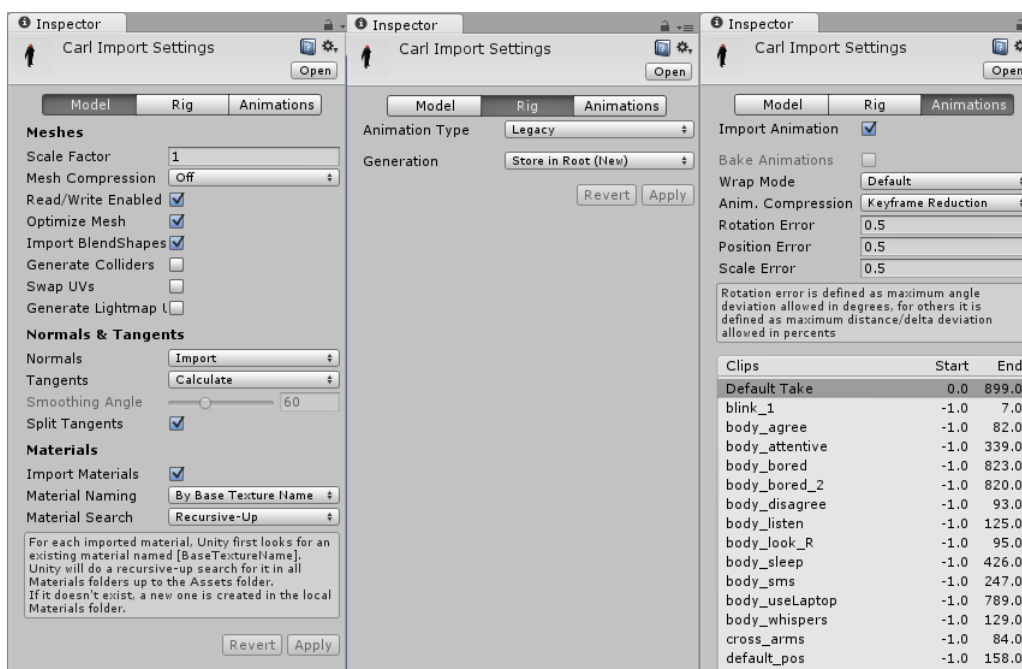 Inspector
Carl Import Settings
Open
Model Rig Animations
Meshes
Scale Factor 1
Mesh Compression Off
Read/Write Enabled
Optimize Mesh
Import BlendShapes
Generate Colliders
Swap UVs
Generate Lightmap U
Normals & Tangents
Normals Import
Tangents Calculate
Smoothing Angle 60
Split Tangents
Materials
Import Materials
Material Naming By Base Texture Name
Material Search Recursive-Up
For each imported material, Unity first looks for an
existing material named [BaseTextureName].
Unity will do a recursive-up search for it in all
Materials folders up to the Assets folder.
If it doesn't exist, a new one is created in the local
Materials folder.
Revert Apply
Inspector
Carl Import Settings
Open
Model Rig Animations
Animation Type Legacy
Generation Store in Root (New)
Revert Apply
Inspector
Carl Import Settings
Open
Model Rig Animations
Import Animation
Bake Animations
Wrap Mode Default
Anim. Compression Keyframe Reduction
Rotation Error 0.5
Position Error 0.5
Scale Error 0.5
Rotation error is defined as maximum angle
deviation allowed in degrees, for others it is
defined as maximum distance/delta deviation
allowed in percents
Clips Start End
Default Take 0.0 899.0
blink_1 -1.0 7.0
body_agree -1.0 82.0
body_attentive -1.0 339.0
body_bored -1.0 823.0
body_bored_2 -1.0 820.0
body_disagree -1.0 93.0
body_listen -1.0 125.0
body_look_R -1.0 95.0
body_sleep -1.0 426.0
body_sms -1.0 247.0
body_useLaptop -1.0 789.0
body_whispers -1.0 129.0
cross_arms -1.0 84.0
default_pos -1.0 158.0